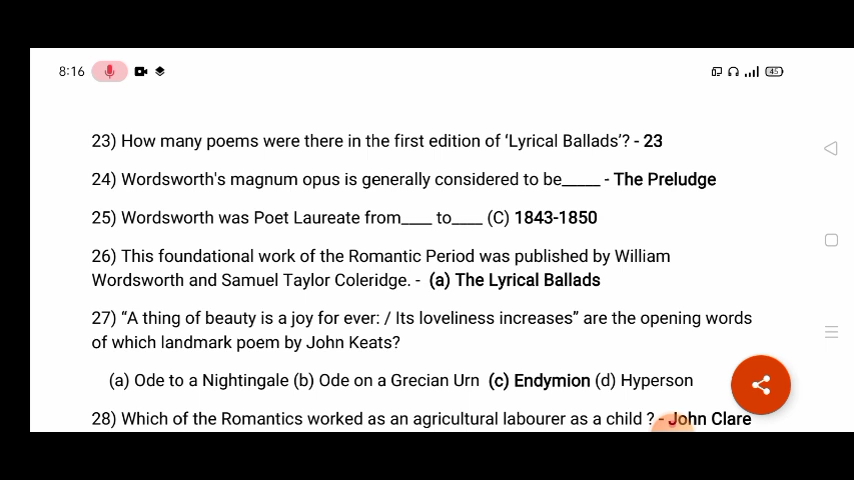 8:16
45
23) How many poems were there in the first edition of ‘Lyrical Ballads’? - 23
24) Wordsworth's magnum opus is generally considered to be_____ - The Preludge
25) Wordsworth was Poet Laureate from____ to____ (C) 1843-1850
26) This foundational work of the Romantic Period was published by William
Wordsworth and Samuel Taylor Coleridge. - (a) The Lyrical Ballads
27) “A thing of beauty is a joy for ever: / Its loveliness increases” are the opening words
of which landmark poem by John Keats?
(a) Ode to a Nightingale (b) Ode on a Grecian Urn (c) Endymion (d) Hyperson
28) Which of the Romantics worked as an agricultural labourer as a child ? - John Clare